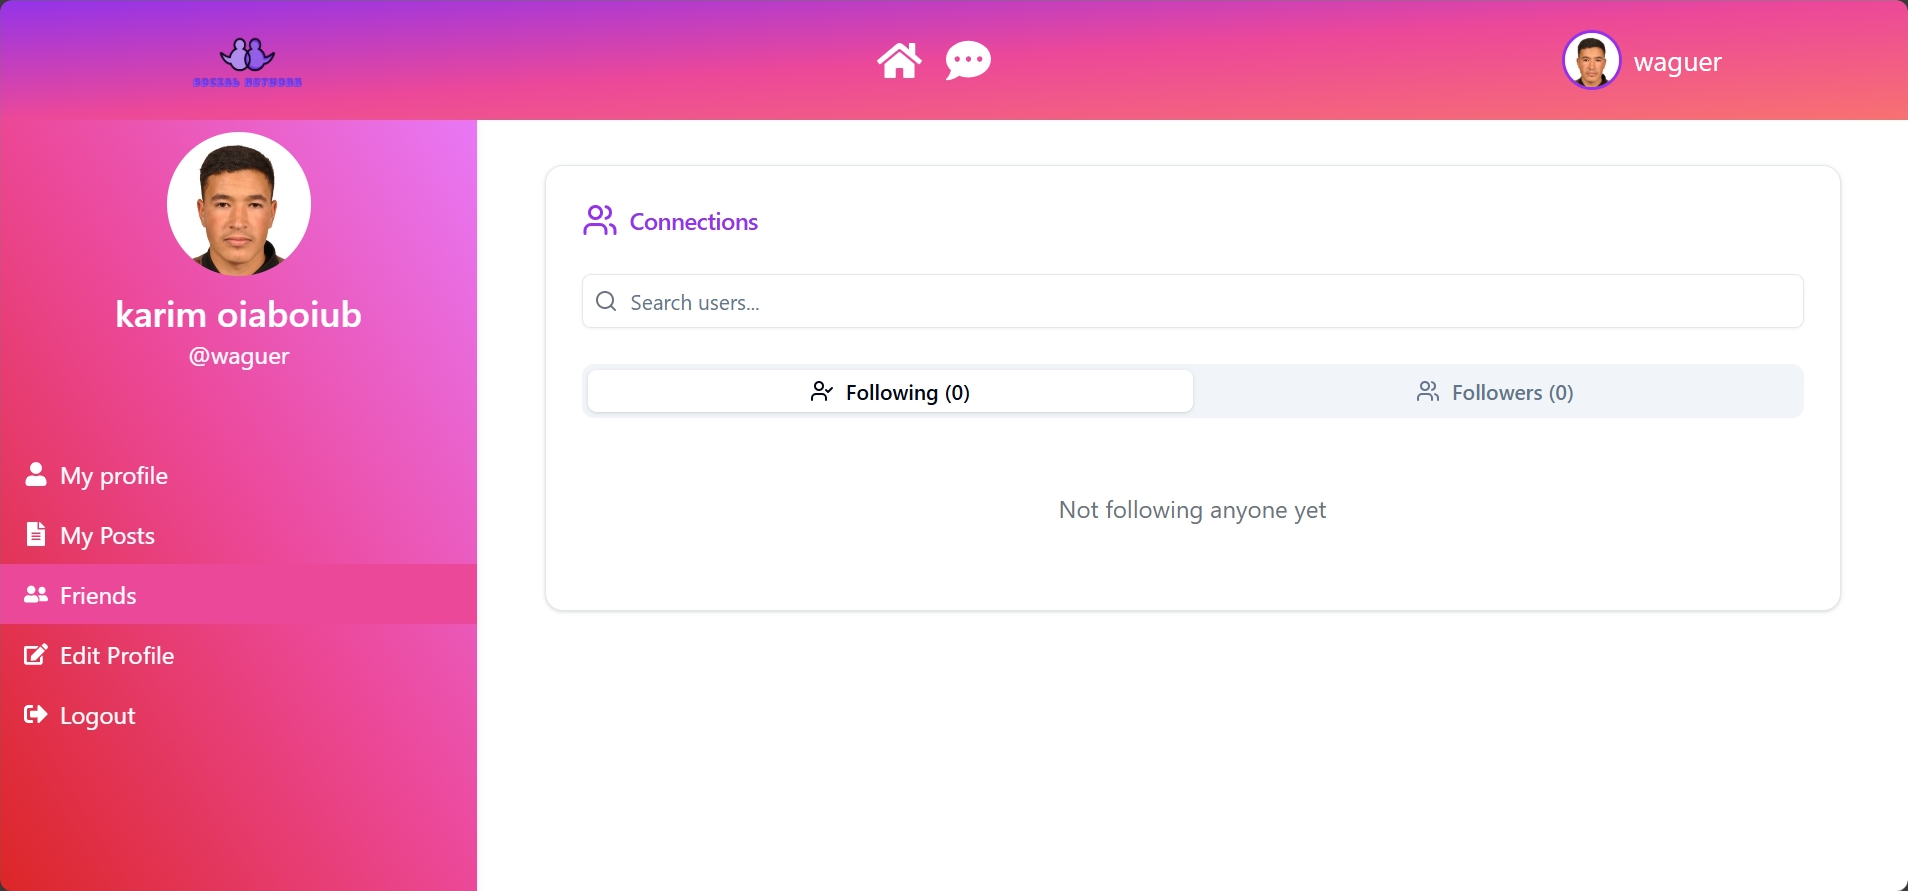 SOCIAL NETWORK
waguer
karim oiaboiub
@waguer
My profile
My Posts
Friends
Edit Profile
Logout
Connections
Search users...
Following (0)
Followers (0)
Not following anyone yet